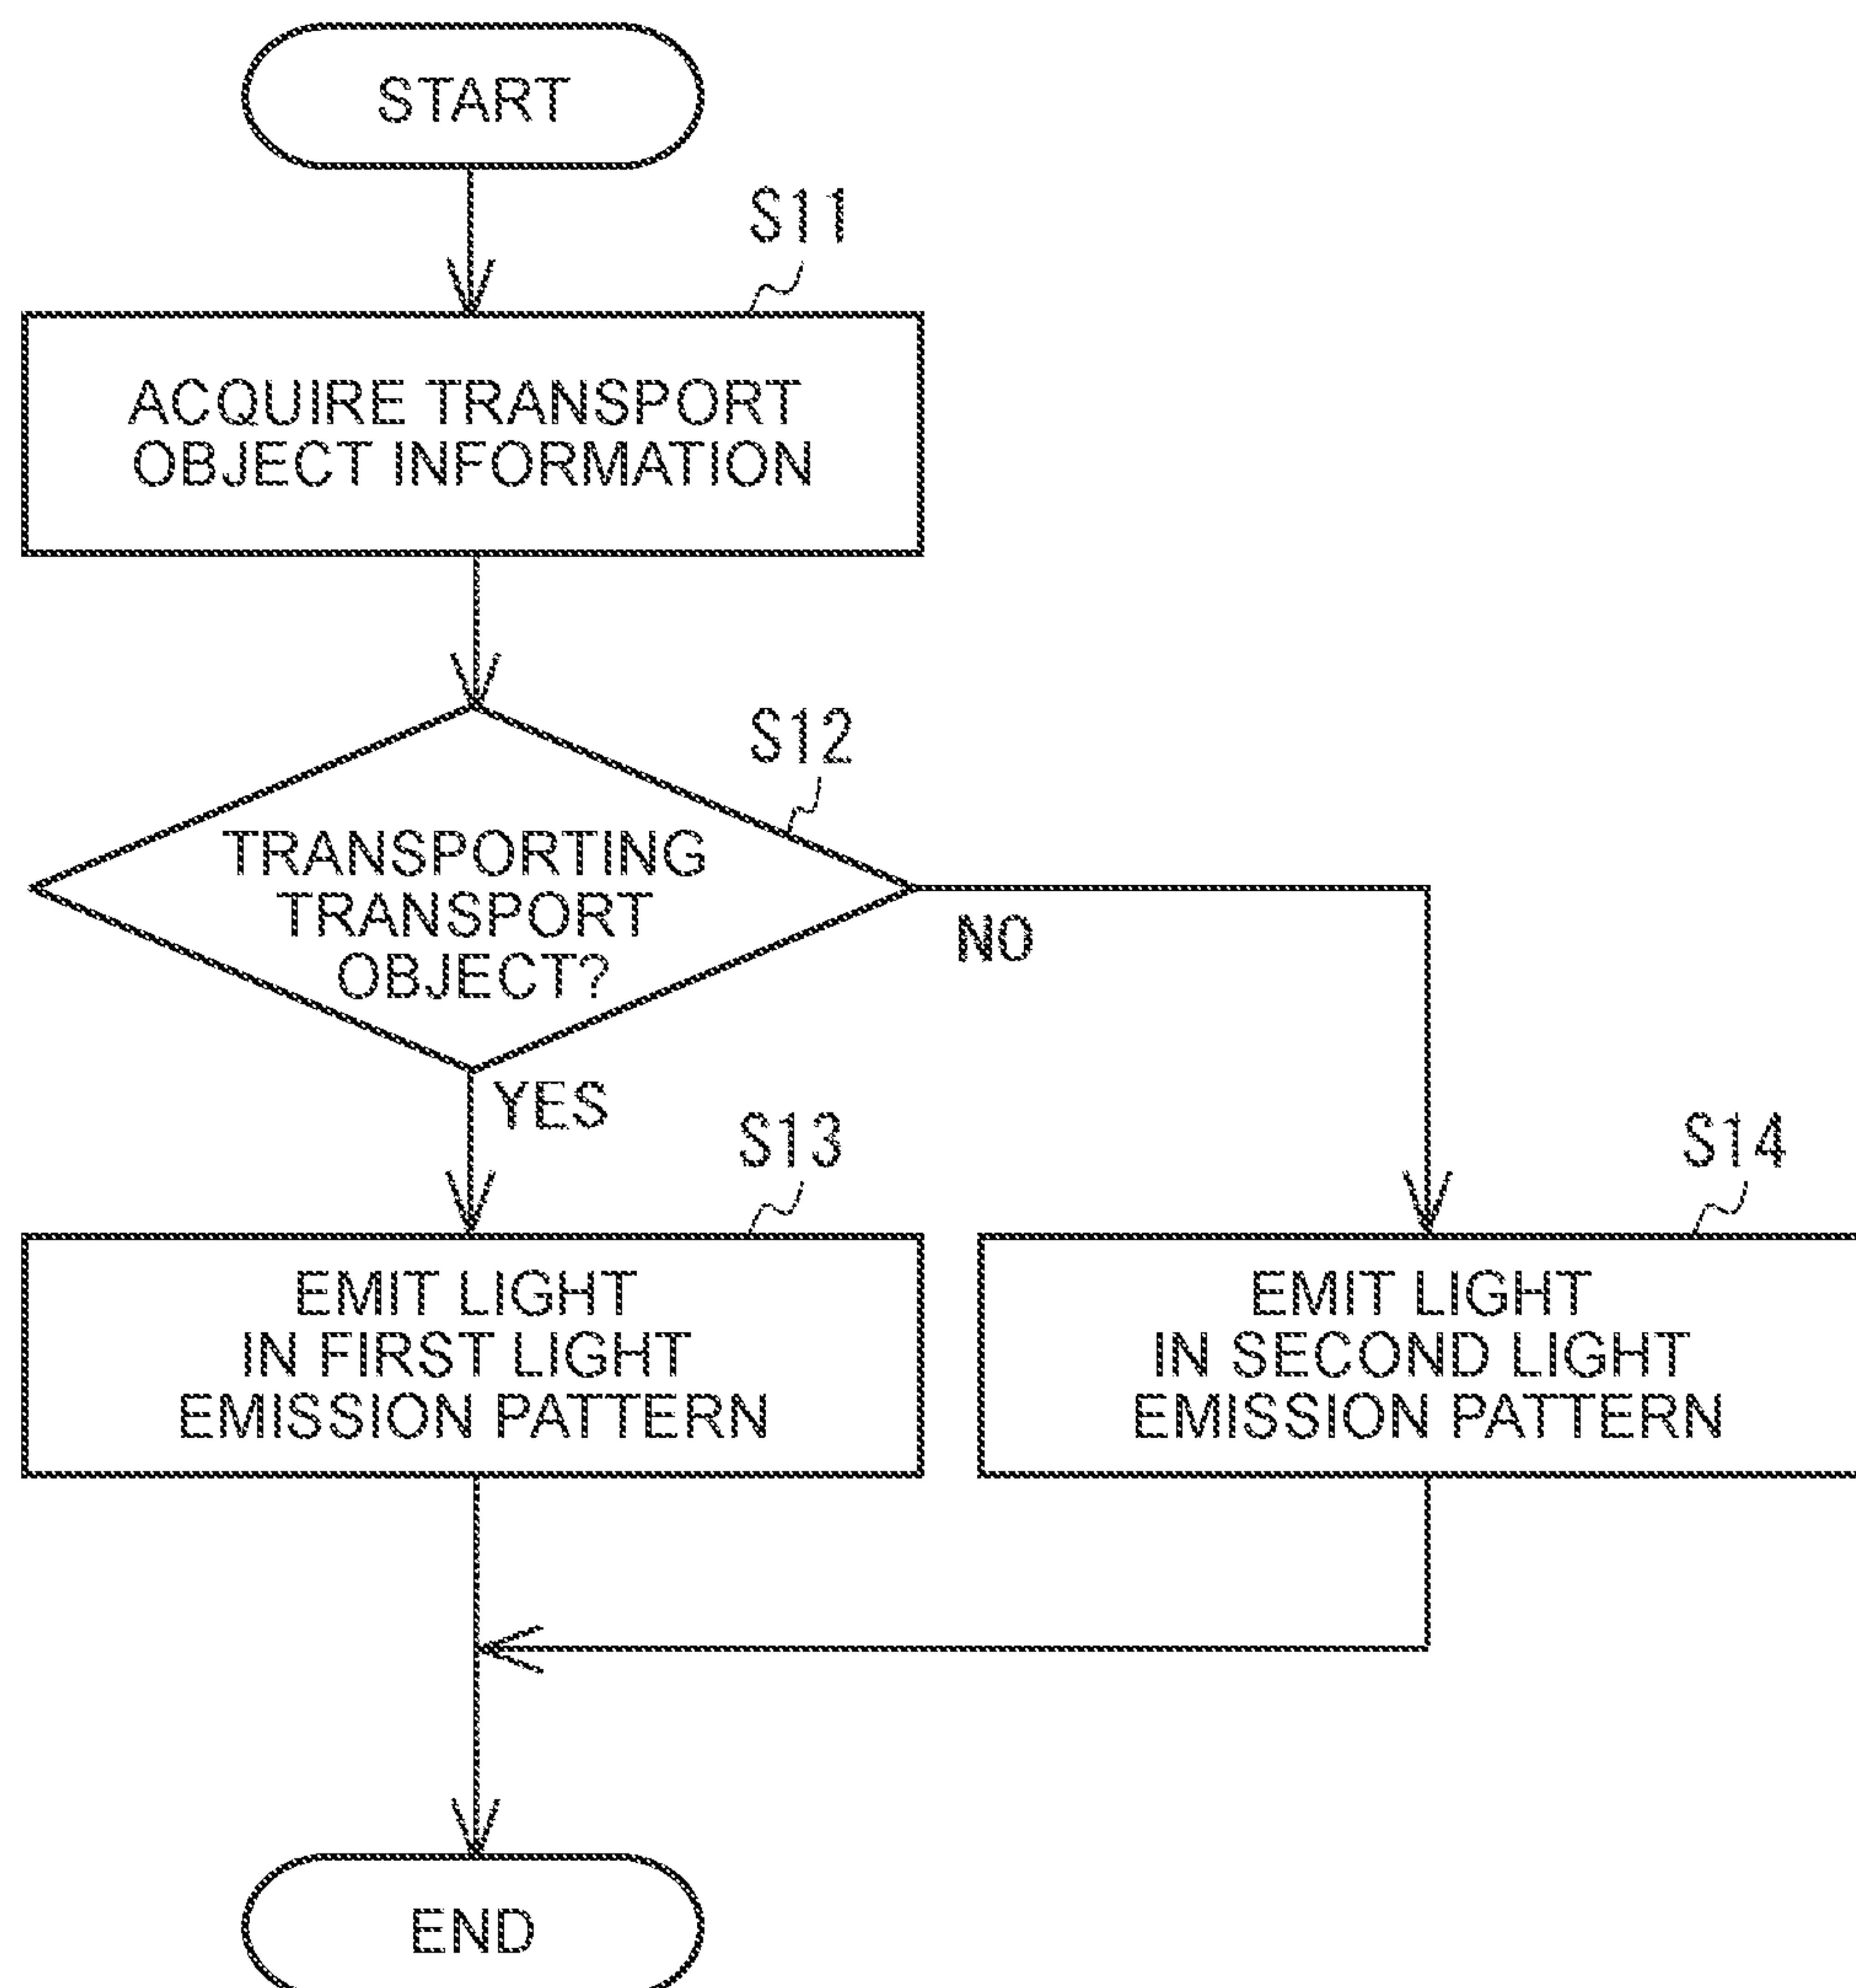 START
S11
ACQUIRE TRANSPORT
OBJECT INFORMATION
S12
TRANSPORTING
TRANSPORT
OBJECT?
NO
YES
S13
S14
EMIT LIGHT
IN FIRST LIGHT
EMISSION PATTERN
EMIT LIGHT
IN SECOND LIGHT
EMISSION PATTERN
END